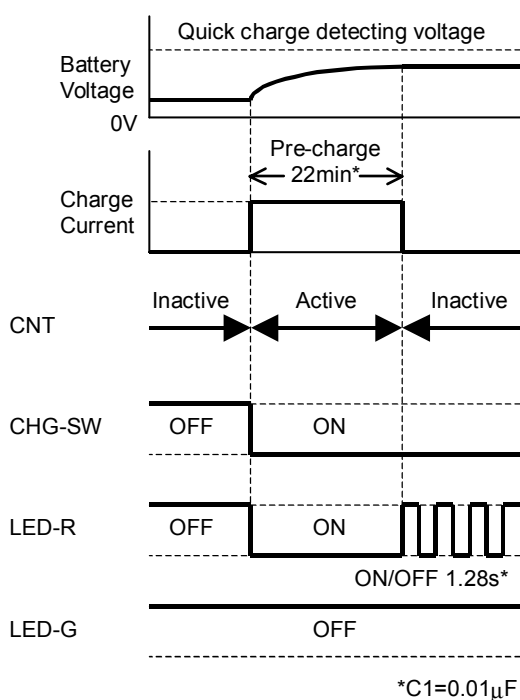 Quick charge detecting voltage
Battery
Voltage
0V
Pre-charge
22min*
Charge
Current
Inactive Active Inactive
CNT
CHG-SW OFF ON
LED-R OFF ON
ON/OFF 1.28s*
LED-G OFF
*C1=0.01μF